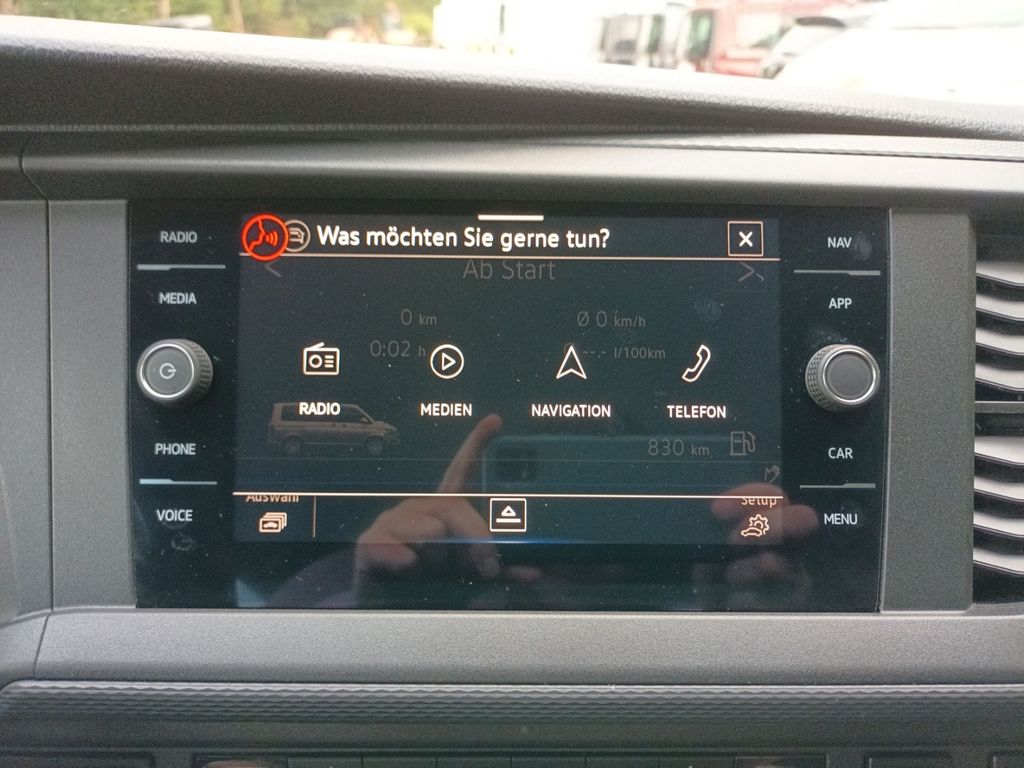 RADIO
MEDIA
PHONE
VOICE
Was möchten Sie gerne tun?
Ab Start
0 km
Ø 0 km/h
0:02 h
--.- l/100km
RADIO
MEDIEN
NAVIGATION
TELEFON
830 km
Auswahl
Setup
NAV
APP
CAR
MENU